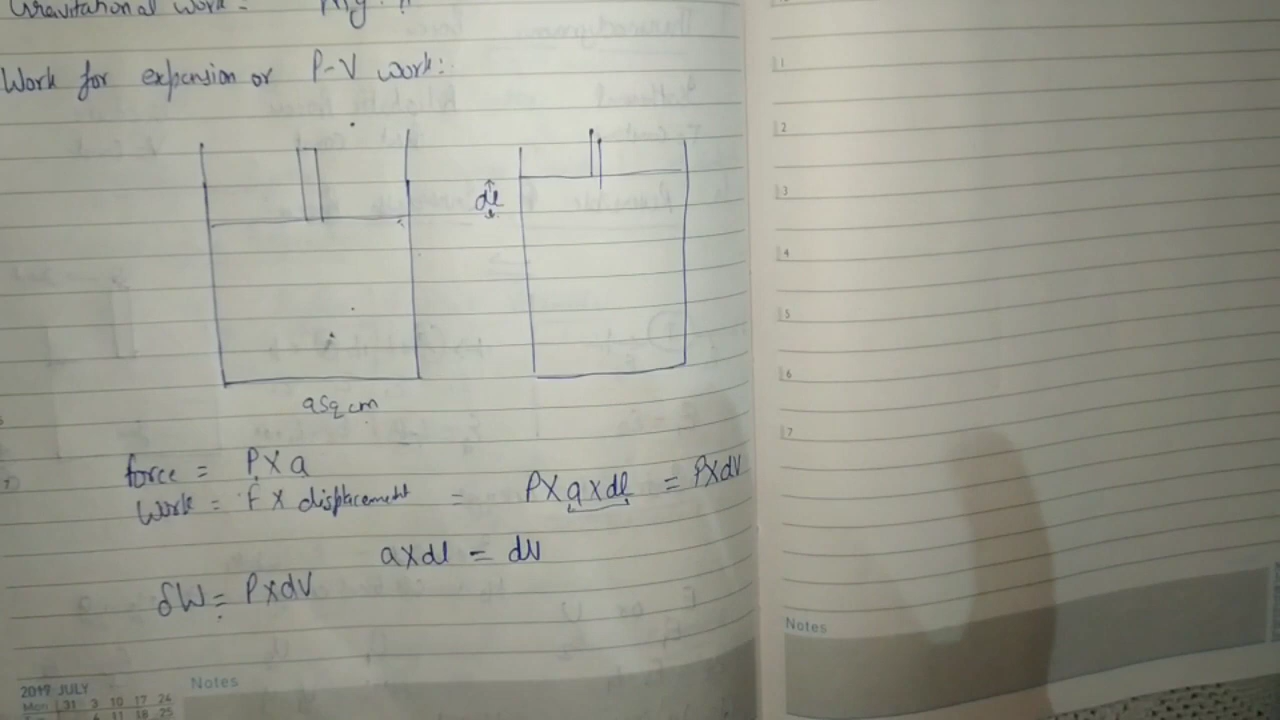 Gravitational work:
Work for expansion or P-V work:
dl
a sq cm
force = P X a
Work = F X displacement = P X a x dl = P x dV
a x dl = dV
δW = P x dV
2017 JULY
Mon 31 3 10 17 24
4 11 18 25
Notes
1
2
3
4
5
6
7
Notes